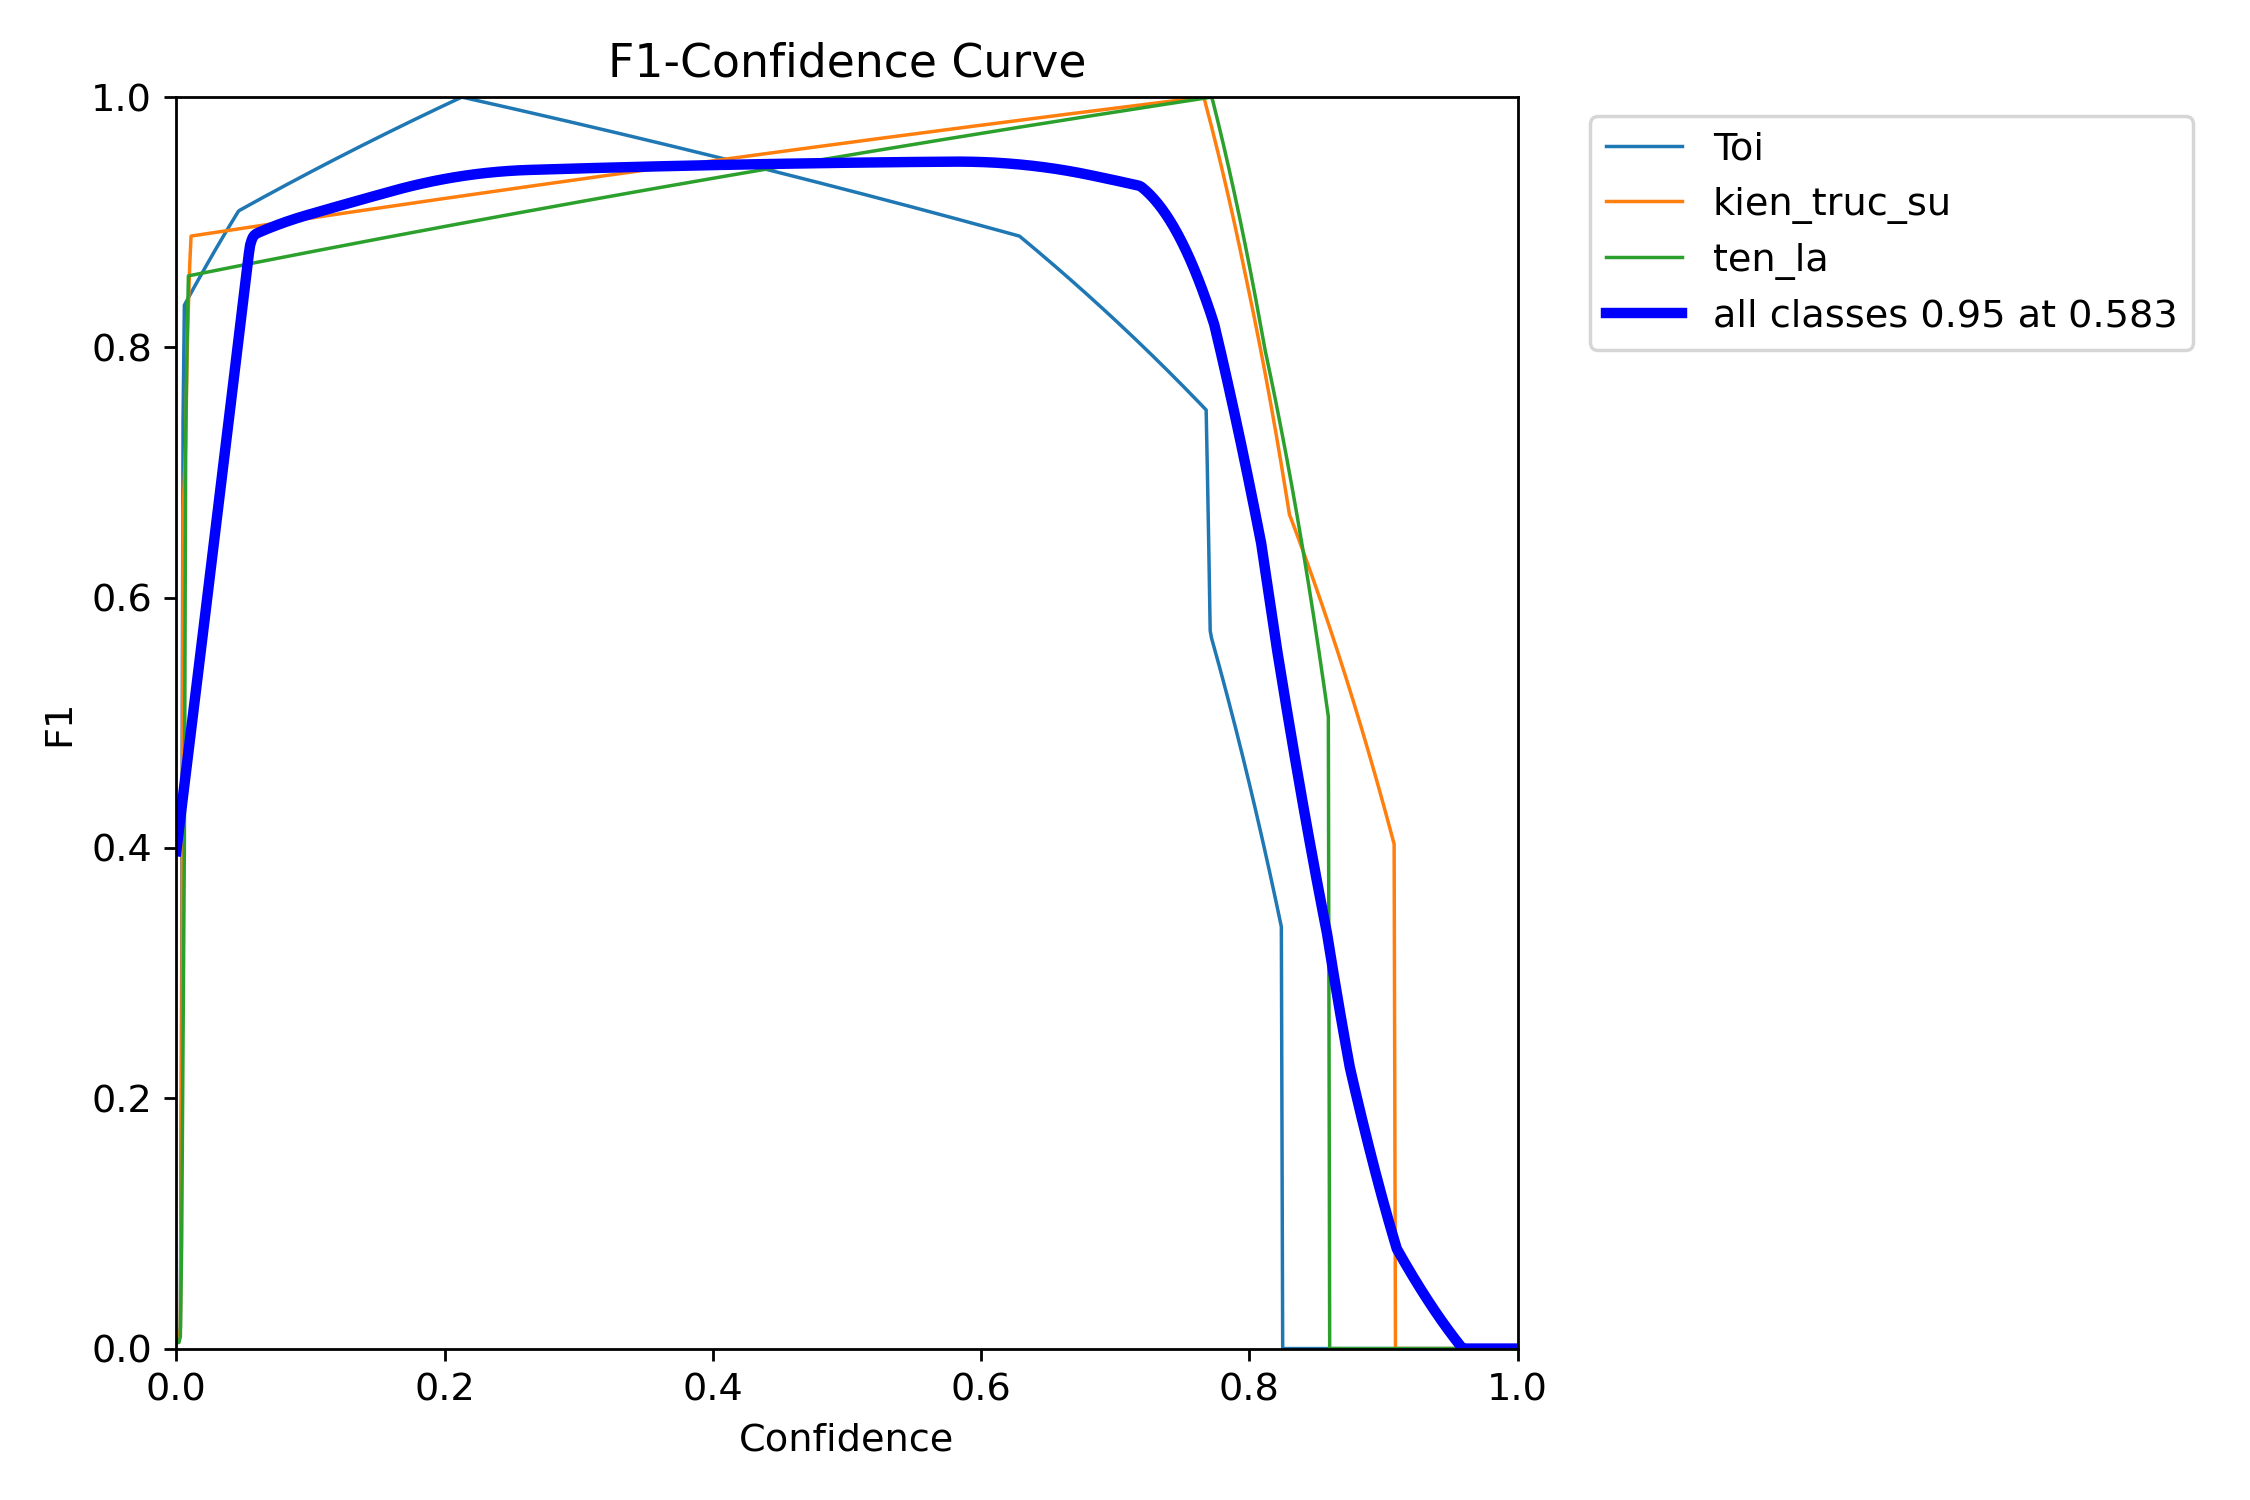 F1-Confidence Curve
1.0
0.8
0.6
0.4
0.2
0.0
F1
0.0 0.2 0.4 0.6 0.8 1.0
Confidence
Toi
kien_truc_su
ten_la
all classes 0.95 at 0.583